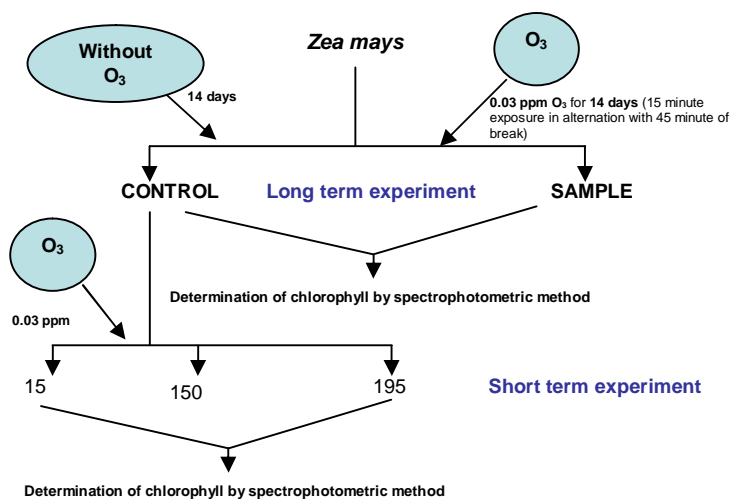 Without
O₃
Zea mays
O₃
14 days
0.03 ppm O₃ for 14 days (15 minute
exposure in alternation with 45 minute of
break)
CONTROL
Long term experiment
SAMPLE
O₃
Determination of chlorophyll by spectrophotometric method
0.03 ppm
15
150
195
Short term experiment
Determination of chlorophyll by spectrophotometric method